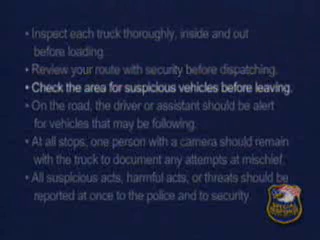 • Inspect each truck thoroughly, inside and out
before loading.
• Review your route with security before dispatching.
• Check the area for suspicious vehicles before leaving.
• On the road, the driver or assistant should be alert
for vehicles that may be following.
• At all stops, one person with a camera should remain
with the truck to document any attempts at mischief.
• All suspicious acts, harmful acts, or threats should be
reported at once to the police and to security